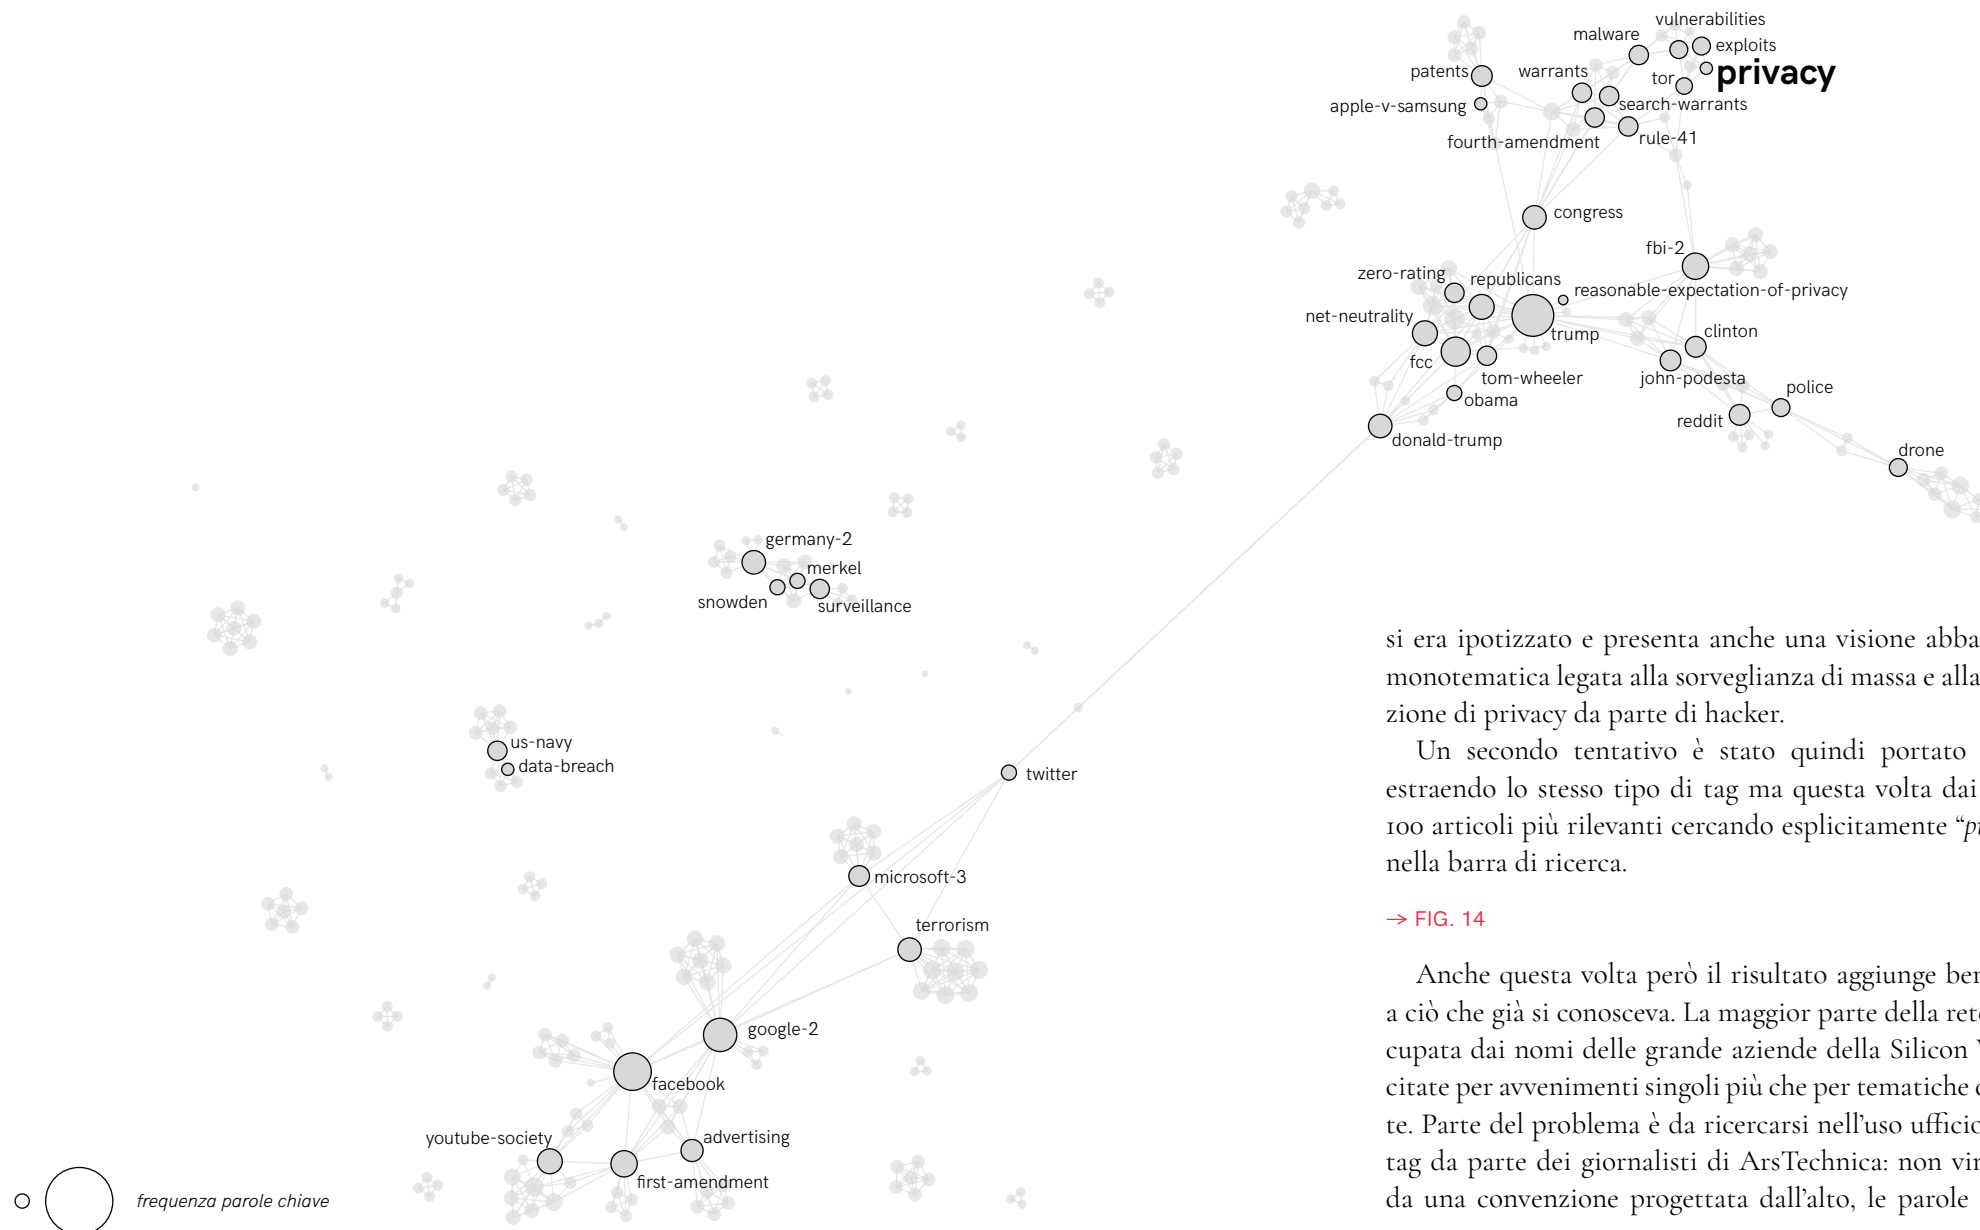 vulnerabilities
malware
exploits
patents
warrants
tor
privacy
apple-v-samsung
search-warrants
fourth-amendment
rule-41
congress
fbi-2
zero-rating
republicans
reasonable-expectation-of-privacy
net-neutrality
trump
clinton
fcc
tom-wheeler
john-podesta
police
obama
reddit
donald-trump
drone
germany-2
merkel
snowden
surveillance
us-navy
data-breach
twitter
microsoft-3
terrorism
google-2
facebook
youtube-society
advertising
first-amendment
frequenza parole chiave
si era ipotizzato e presenta anche una visione abba
monotematica legata alla sorveglianza di massa e alla
zione di privacy da parte di hacker.
Un secondo tentativo è stato quindi portato
estraendo lo stesso tipo di tag ma questa volta dai
100 articoli più rilevanti cercando esplicitamente “pr
nella barra di ricerca.
→ FIG. 14
Anche questa volta però il risultato aggiunge ben
a ciò che già si conosceva. La maggior parte della rete
cupata dai nomi delle grande aziende della Silicon
citate per avvenimenti singoli più che per tematiche
te. Parte del problema è da ricercarsi nell’uso ufficio
tag da parte dei giornalisti di ArsTechnica: non vin
da una convenzione progettata dall’alto, le parole